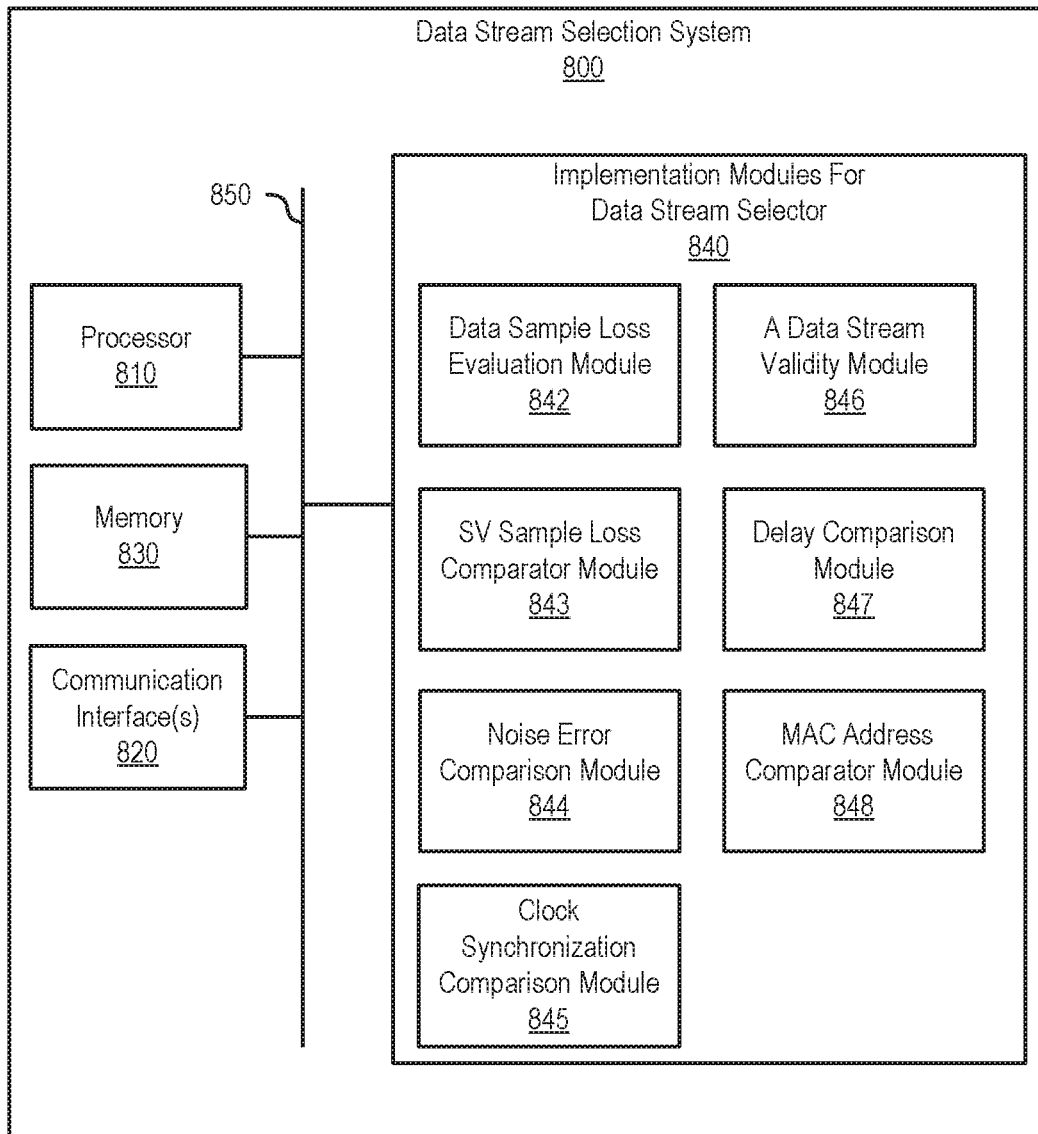 Data Stream Selection System
800
850
Processor
810
Memory
830
Communication
Interface(s)
820
Implementation Modules For
Data Stream Selector
840
Data Sample Loss
Evaluation Module
842
A Data Stream
Validity Module
846
SV Sample Loss
Comparator Module
843
Delay Comparison
Module
847
Noise Error
Comparison Module
844
MAC Address
Comparator Module
848
Clock
Synchronization
Comparison Module
845